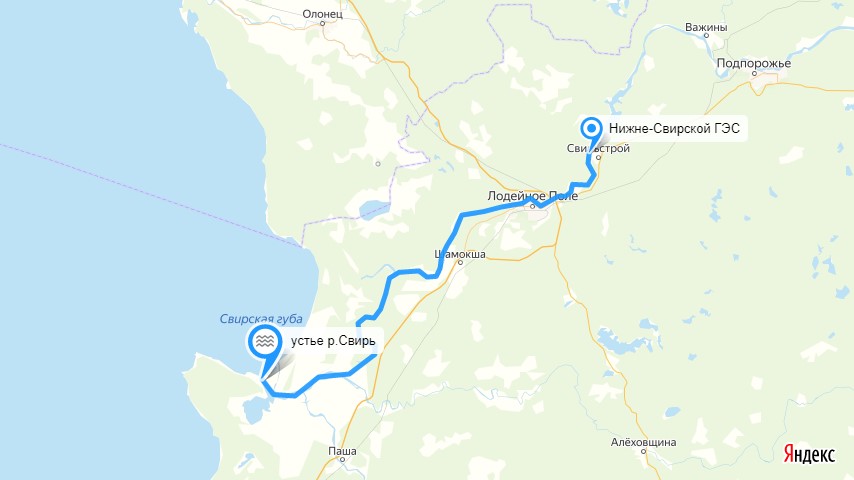 Олонец
Важины
Подпорожье
Нижне-Свирской ГЭС
Свирьстрой
Лодейное Поле
Шамокша
Свирская губа
устье р.Свирь
Алёховщина
Паша
Яндекс